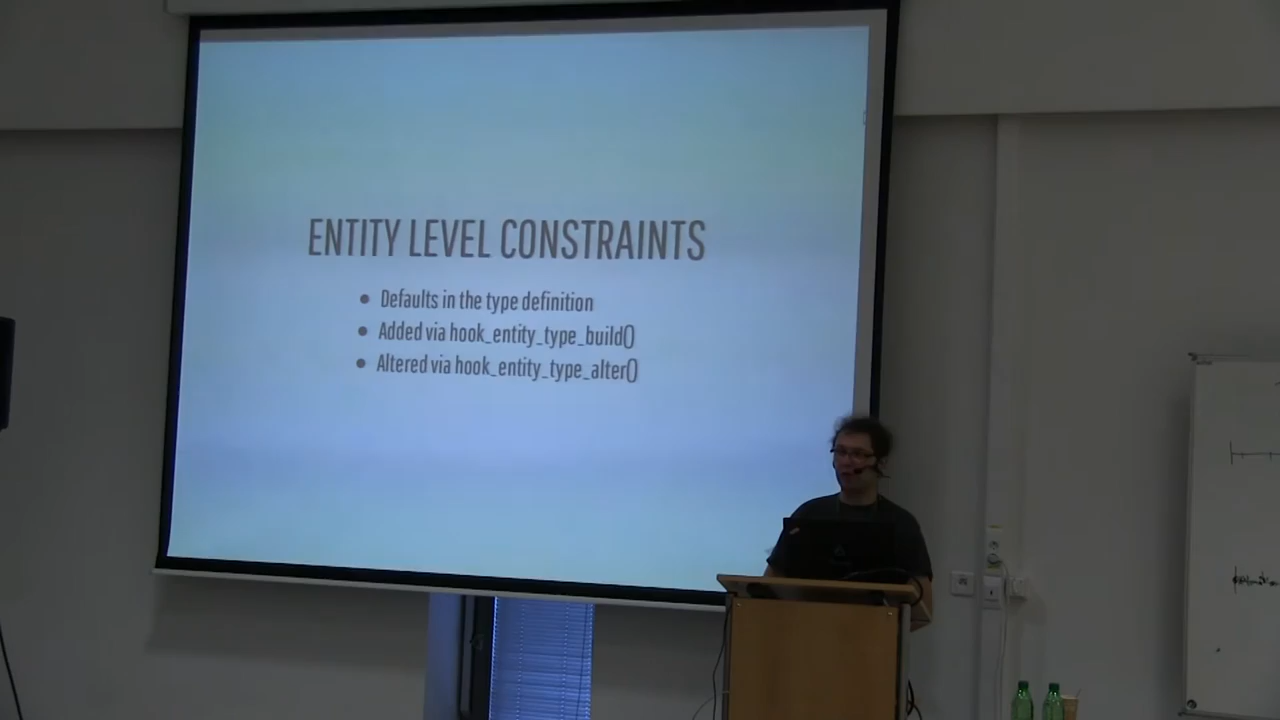 ENTITY LEVEL CONSTRAINTS
• Defaults in the type definition
• Added via hook_entity_type_build()
• Altered via hook_entity_type_alter()